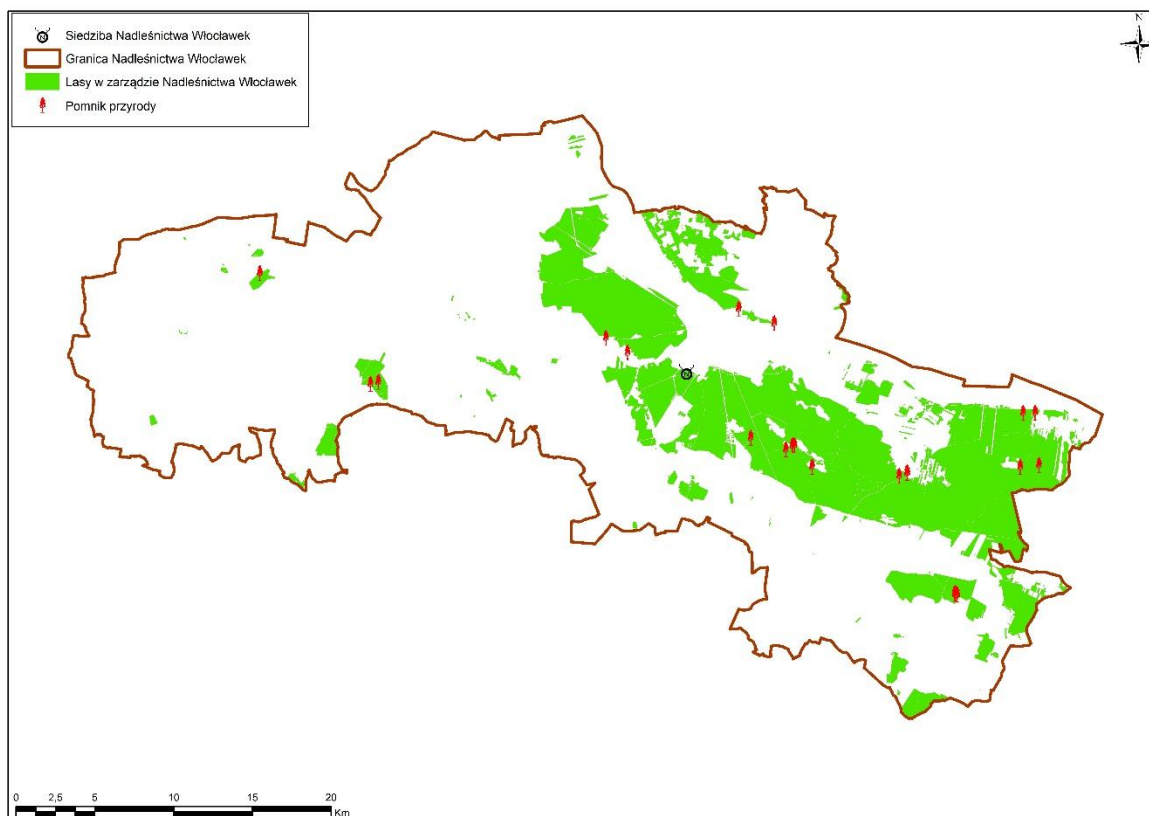 Siedziba Nadleśnictwa Włocławek
Granica Nadleśnictwa Włocławek
Lasy w zarządzie Nadleśnictwa Włocławek
Pomnik przyrody
N
N
0 2,5 5 10 15 20
Km